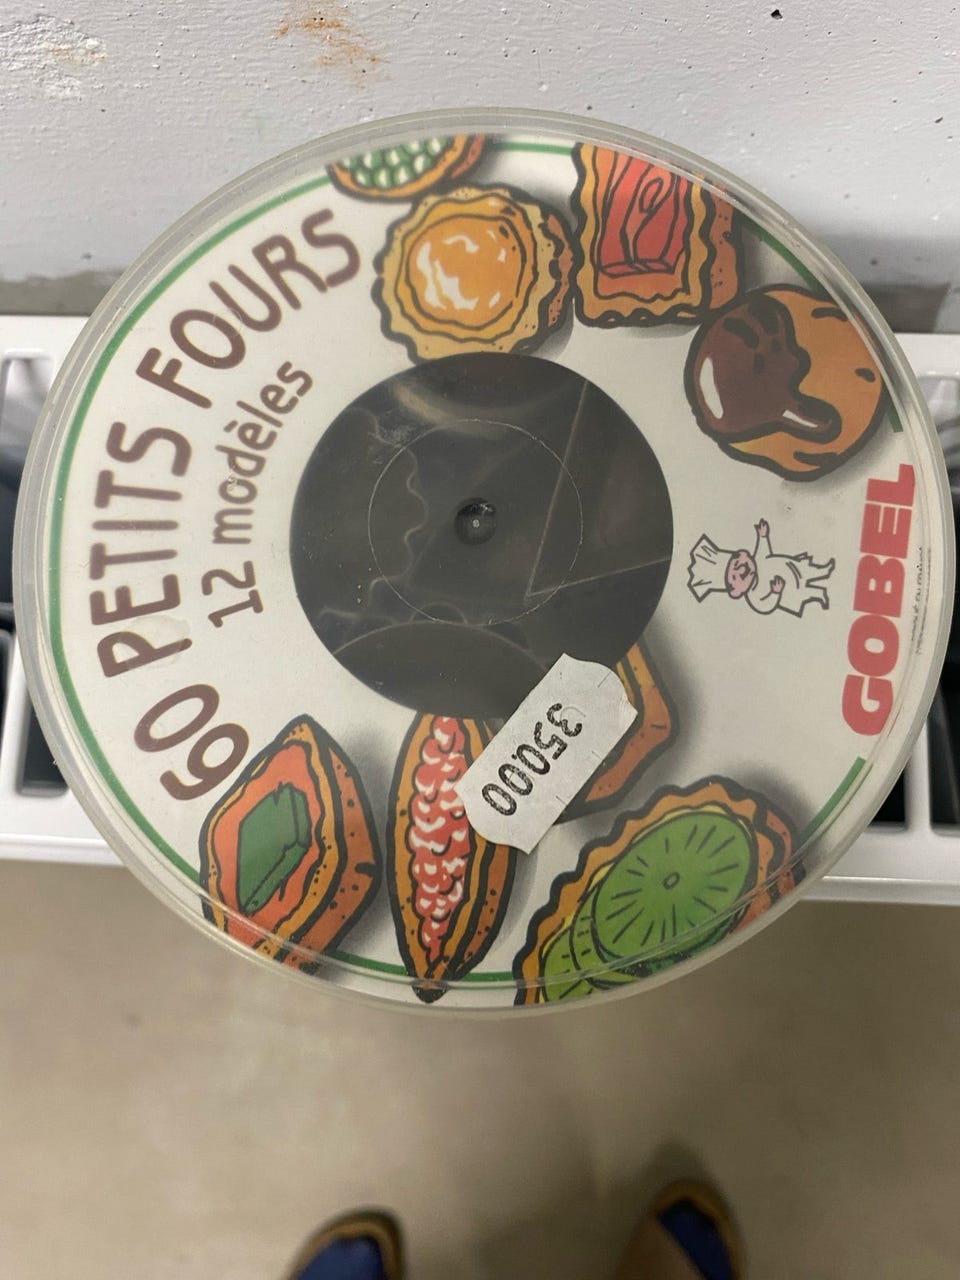 60 PETITS FOURS
12 modèles
GOBEL
350.00